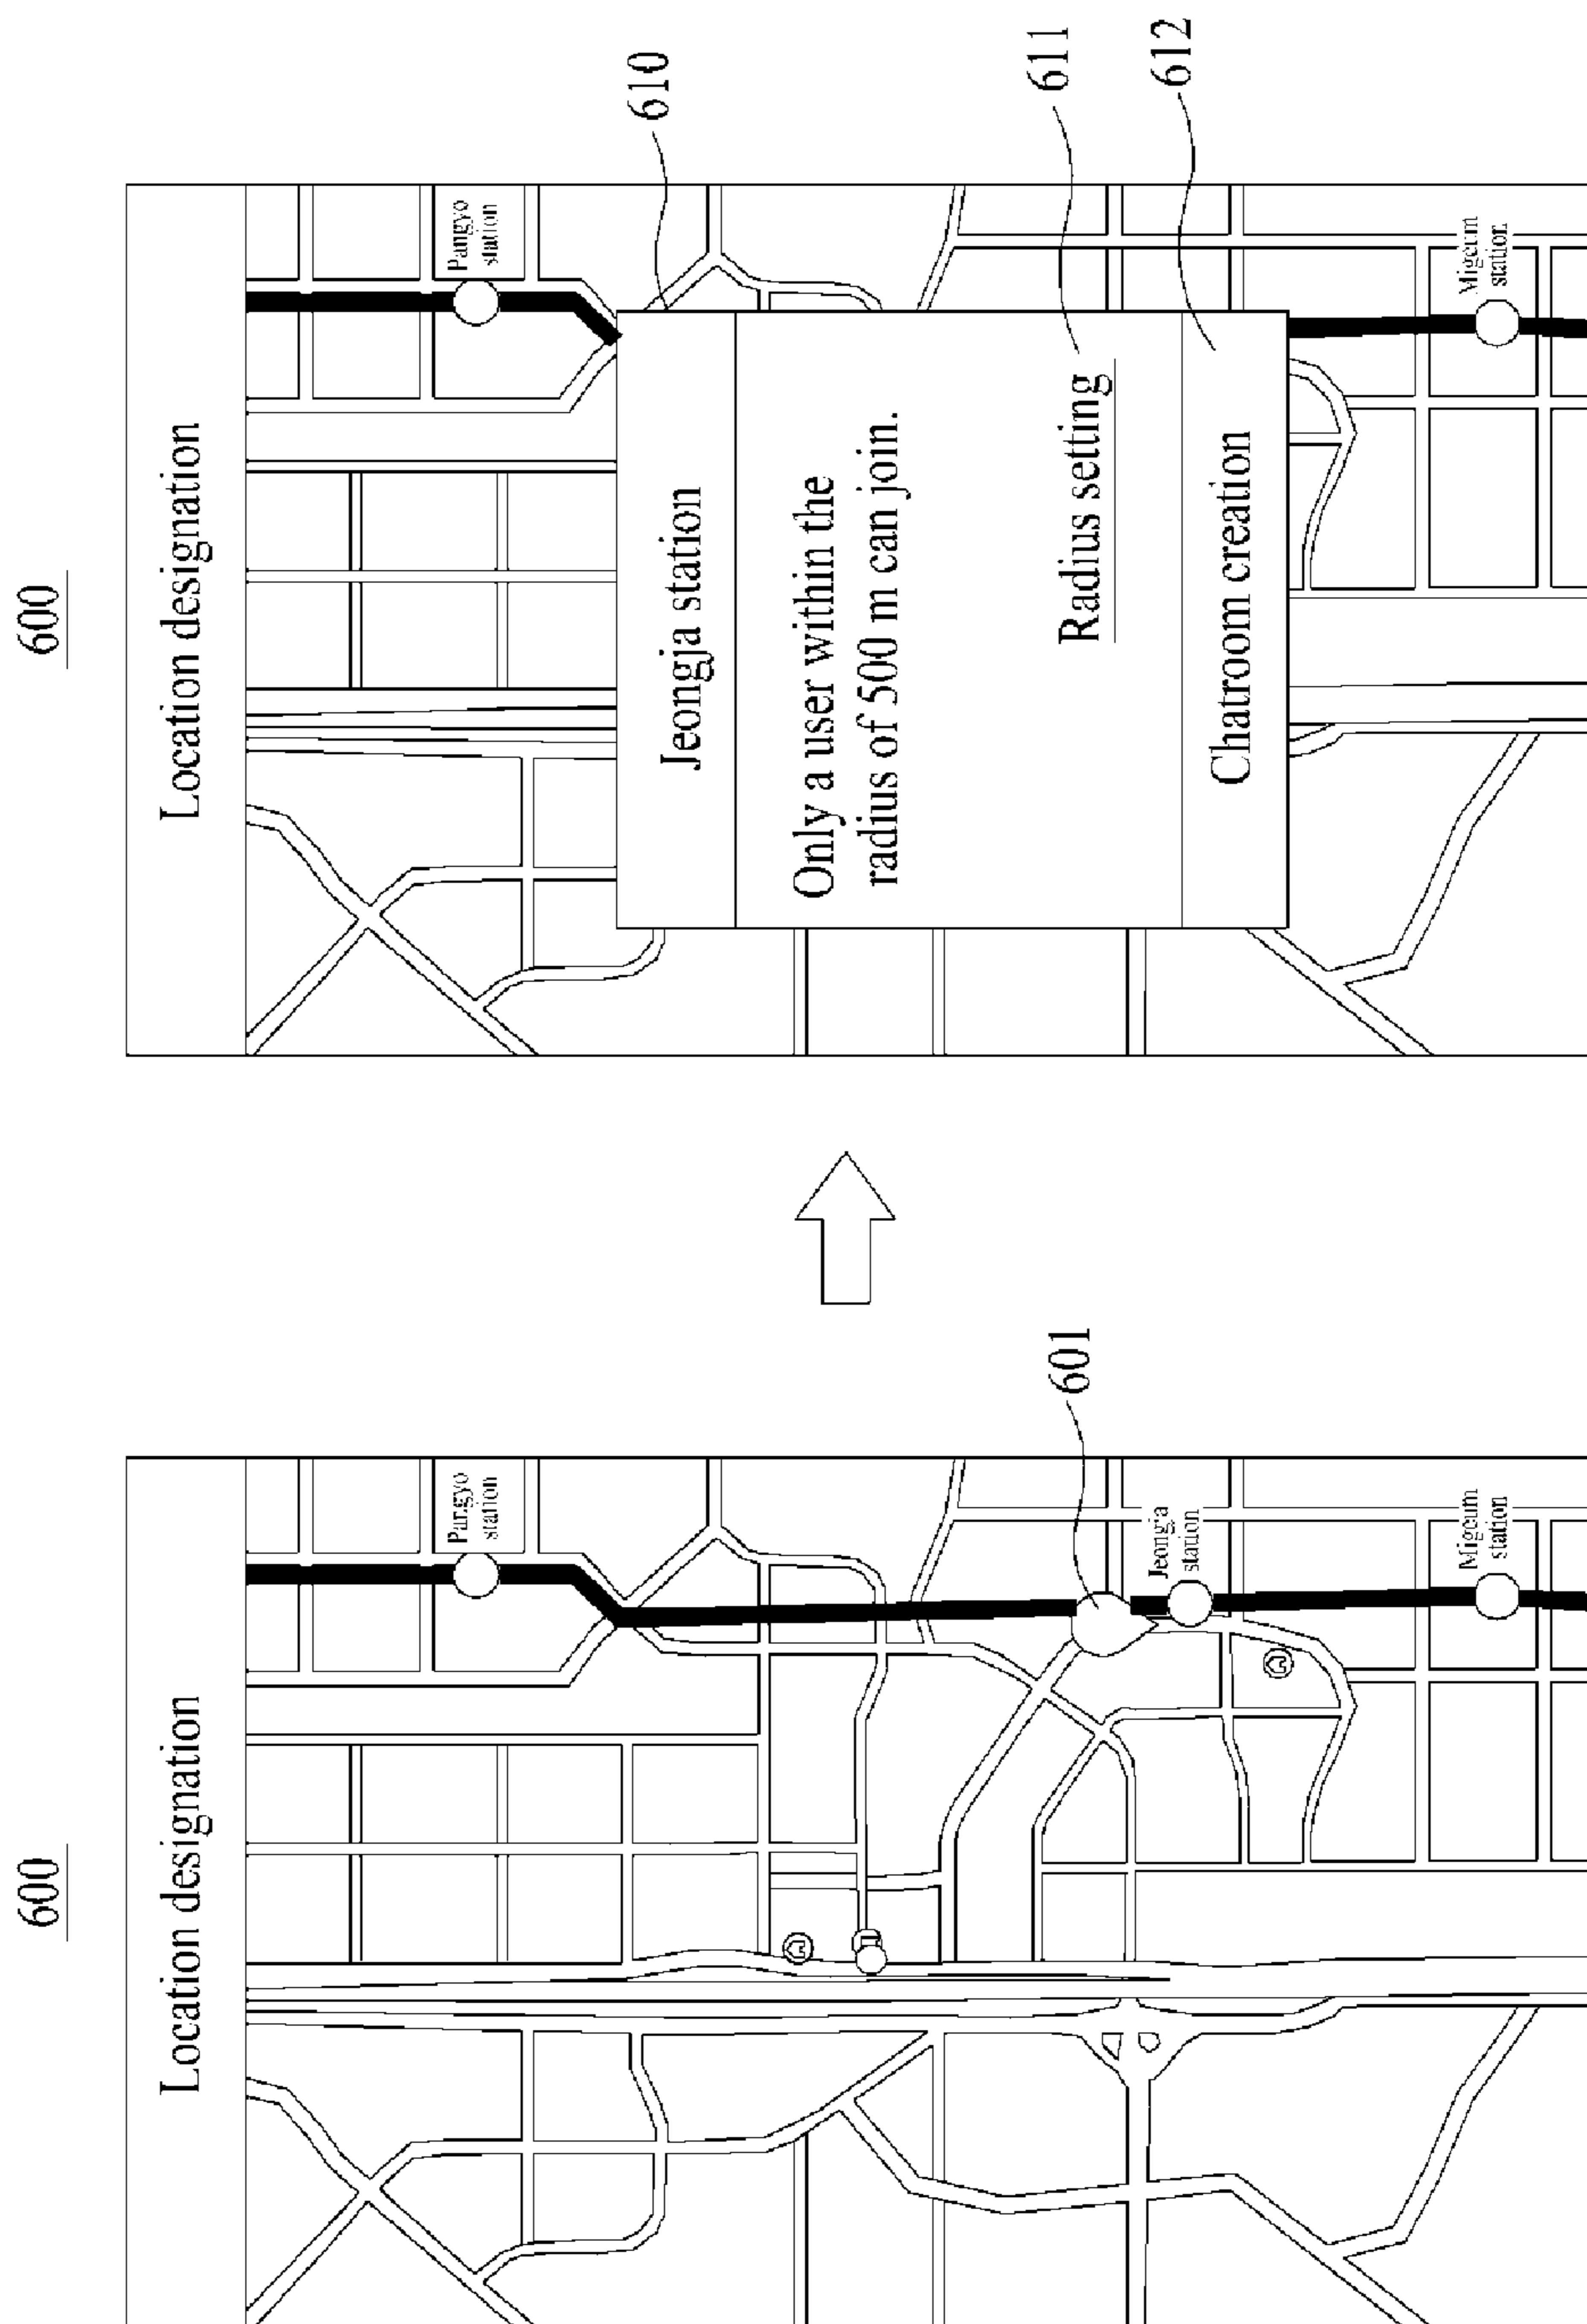 600
Location designation
Pangyo
station
601
Jeongja
station
Migeum
station
600
Location designation
Pangyo
station
610
Jeongja station
Only a user within the
radius of 500 m can join.
611
Radius setting
612
Chatroom creation
Migeum
station